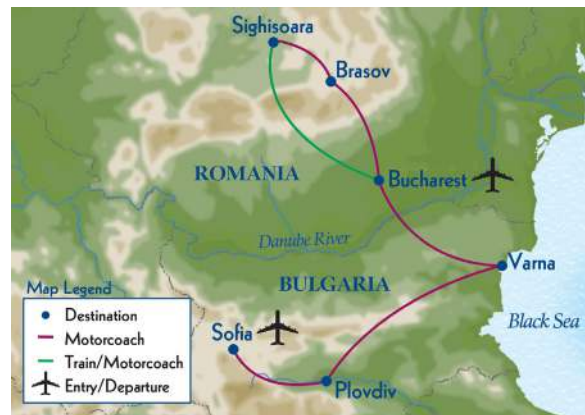 Sighisoara
Brasov
ROMANIA
Bucharest
Danube River
Varna
BULGARIA
Black Sea
Map Legend
Destination
Motorcoach
Train/Motorcoach
Entry/Departure
Sofia
Plovdiv